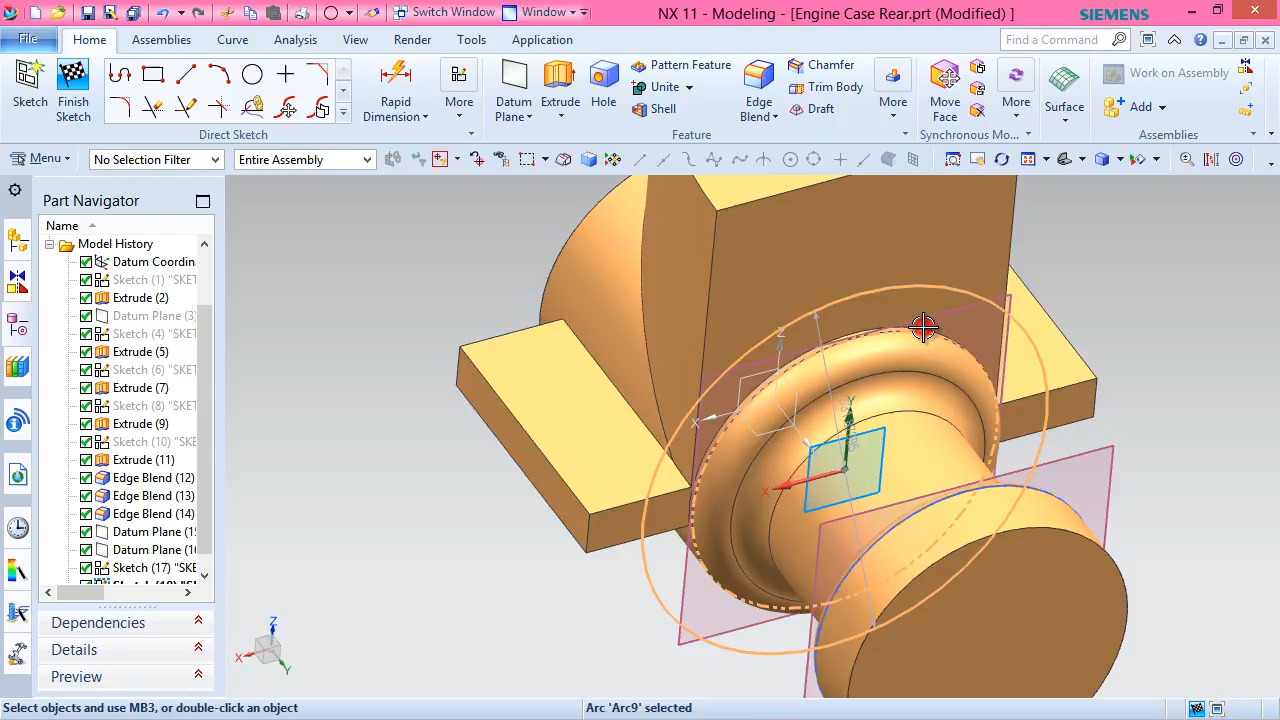 Switch Window
Window
NX 11 - Modeling - [Engine Case Rear.prt (Modified) ]
SIEMENS
File
Home
Assemblies
Curve
Analysis
View
Render
Tools
Application
Find a Command
Sketch
Finish
Sketch
Direct Sketch
Rapid
Dimension
More
Datum
Plane
Extrude
Hole
Pattern Feature
Unite
Shell
Edge
Blend
Chamfer
Trim Body
Draft
More
Feature
Move
Face
More
Synchronous Mo...
Surface
Work on Assembly
Add
Assemblies
Menu
No Selection Filter
Entire Assembly
Part Navigator
Name
Model History
Datum Coordin
Sketch (1) "SKET
Extrude (2)
Datum Plane (3)
Sketch (4) "SKET
Extrude (5)
Sketch (6) "SKET
Extrude (7)
Sketch (8) "SKET
Extrude (9)
Sketch (10) "SKE
Extrude (11)
Edge Blend (12)
Edge Blend (13)
Edge Blend (14)
Datum Plane (15
Datum Plane (16
Sketch (17) "SKE
Sketch (18) "SKE
Dependencies
Details
Preview
Z
X
Y
X
Z
X
Y
Select objects and use MB3, or double-click an object
Arc 'Arc9' selected